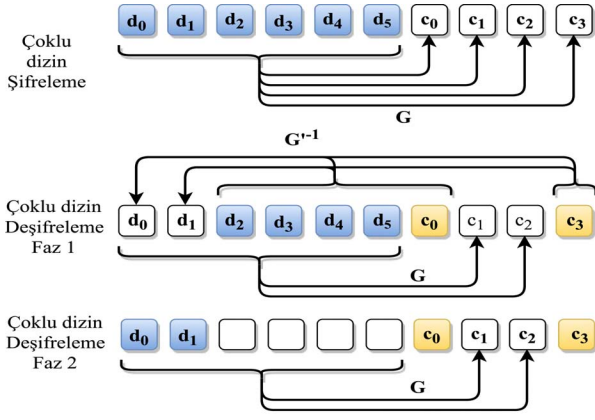 Çoklu dizin Şifreleme
d0 d1 d2 d3 d4 d5 c0 c1 c2 c3
G
G'-1
Çoklu dizin Deşifreleme Faz 1
d0 d1 d2 d3 d4 d5 c0 c1 c2 c3
G
Çoklu dizin Deşifreleme Faz 2
d0 d1 c0 c1 c2 c3
G